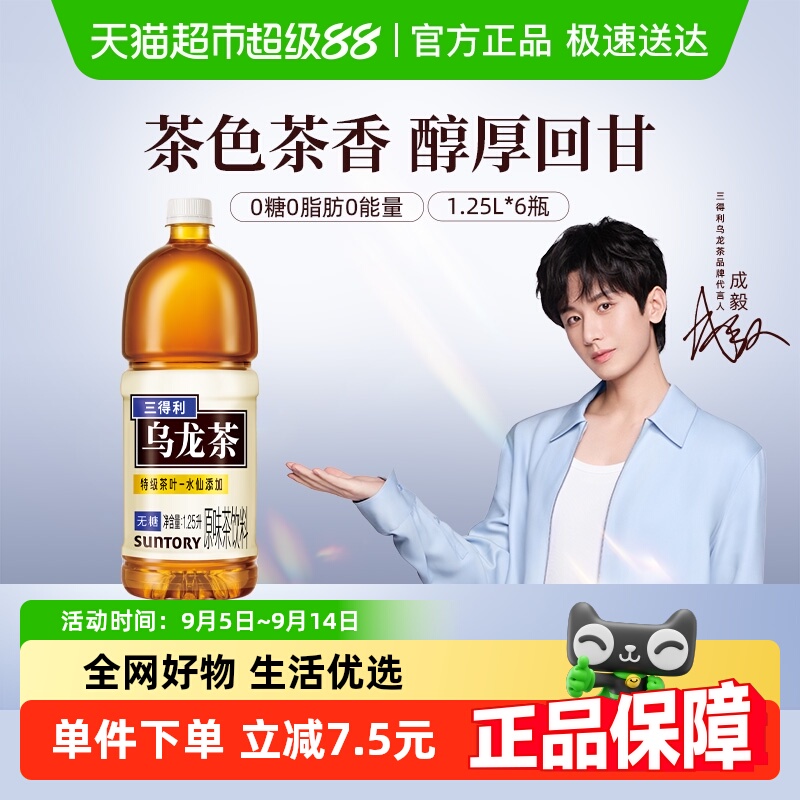 天猫超市超级88 官方正品 极速送达
茶色茶香 醇厚回甘
0糖0脂肪0能量 1.25L*6瓶
三得利乌龙茶品牌代言人
成毅
三得利
乌龙茶
特级茶叶-水仙添加
无糖 净含量:1.25升
SUNTORY 原味茶饮料
活动时间：9月5日~9月14日
全网好物 生活优选
单件下单 立减7.5元
正品保障